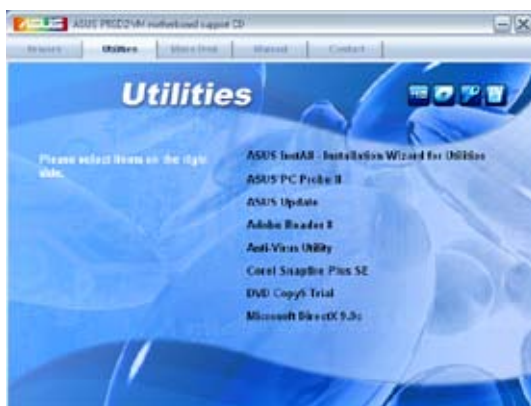 ASUS P5GD2-VM motherboard support CD
Drivers Utilities Make Disk Manual Contact
Utilities
Please select items on the right side.
ASUS InstAll - Installation Wizard for Utilities
ASUS PC Probe II
ASUS Update
Adobe Reader 8
Anti-Virus Utility
Corel Snapfire Plus SE
DVD Copy5 Trial
Microsoft DirectX 9.0c